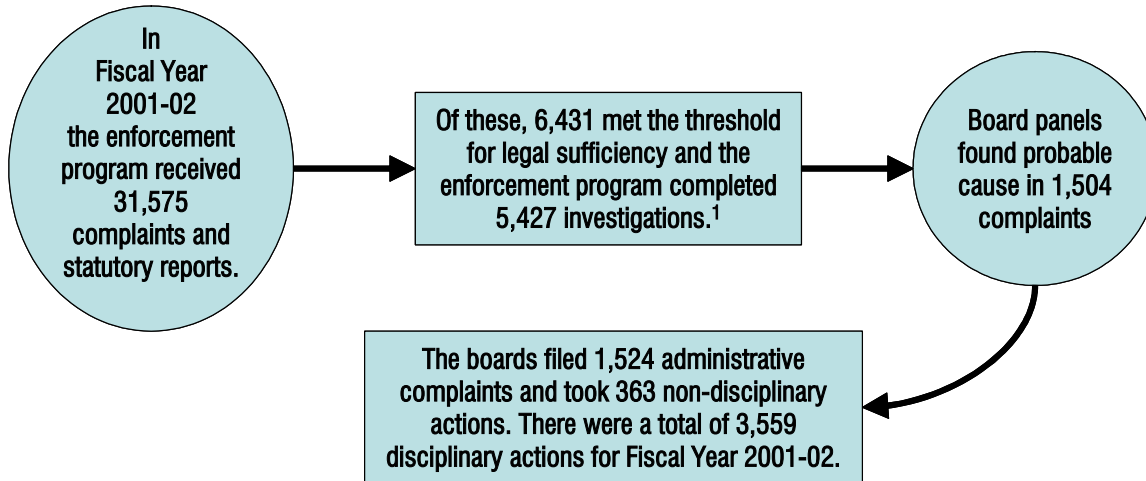 In
Fiscal Year
2001-02
the enforcement
program received
31,575
complaints and
statutory reports.
Of these, 6,431 met the threshold
for legal sufficiency and the
enforcement program completed
5,427 investigations.1
Board panels
found probable
cause in 1,504
complaints
The boards filed 1,524 administrative
complaints and took 363 non-disciplinary
actions. There were a total of 3,559
disciplinary actions for Fiscal Year 2001-02.